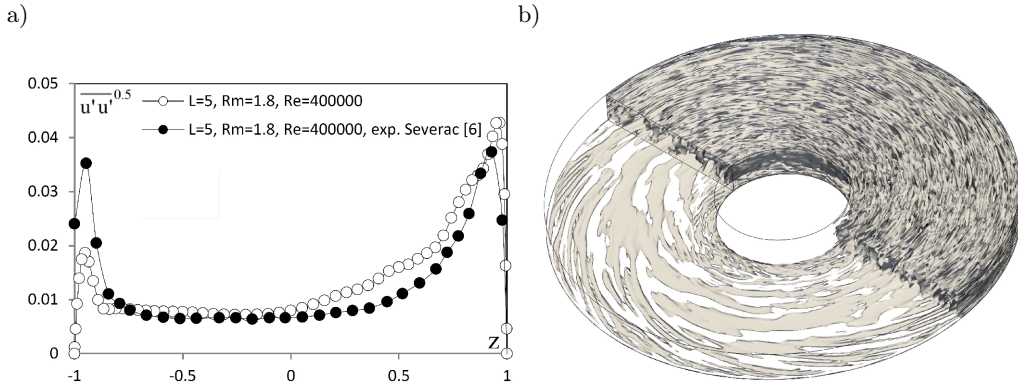 a)
b)
0.05
0.04
0.03
0.02
0.01
0
u'u' 0.5
L=5, Rm=1.8, Re=400000
L=5, Rm=1.8, Re=400000, exp. Severac [6]
z
-1
-0.5
0
0.5
1